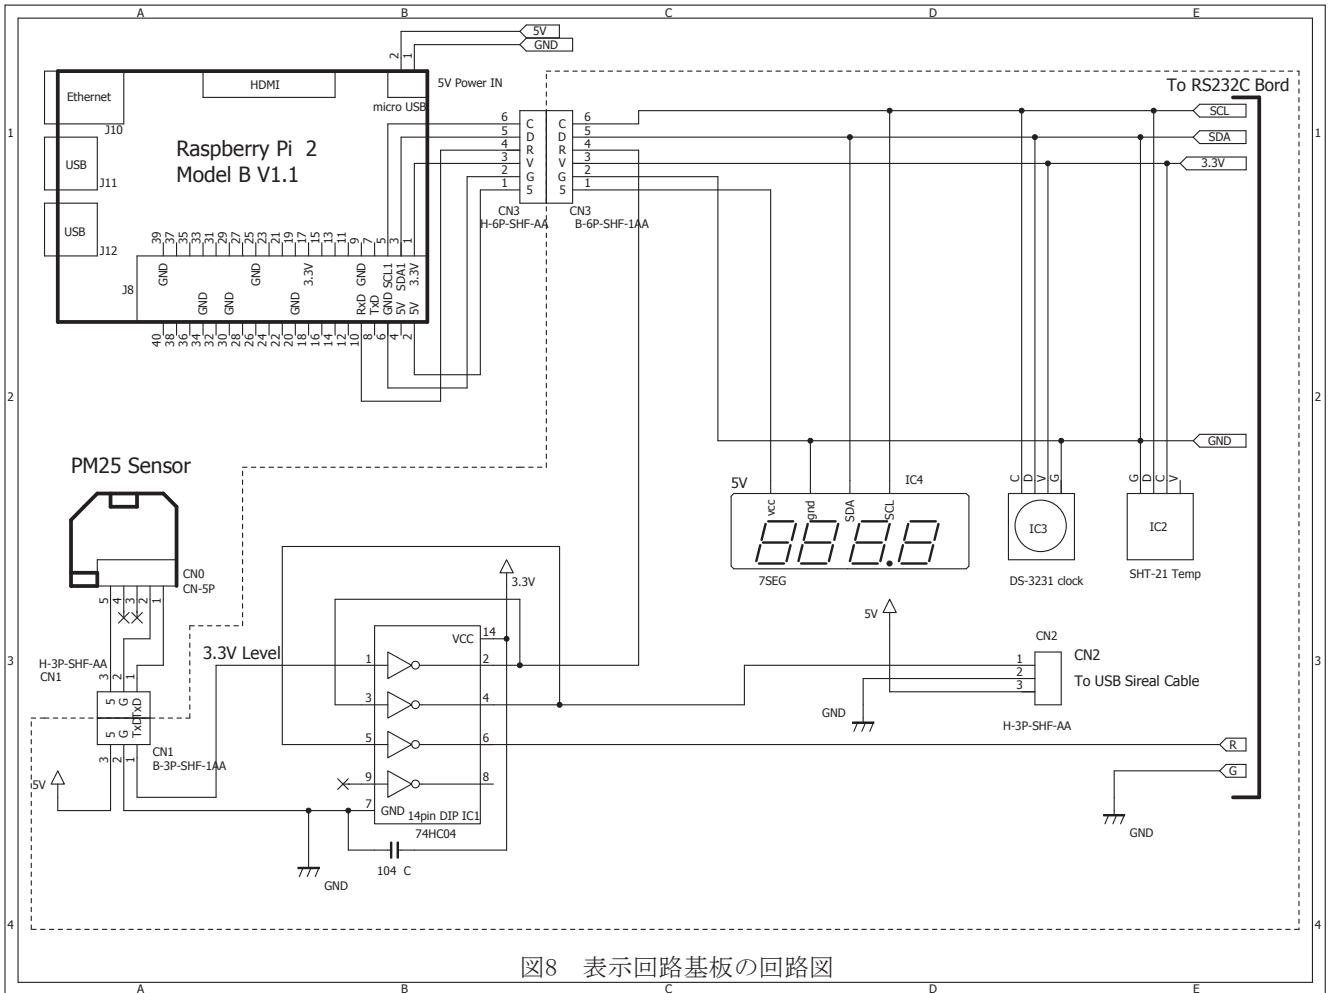 A B C D E
5V
GND
2 1
5V Power IN
Ethernet
HDMI
micro USB
To RS232C Bord
J10
USB
J11
USB
J12
Raspberry Pi 2
Model B V1.1
6 C C 6
5 D D 5
4 R R 4
3 V V 3
2 G G 2
1 5 5 1
CN3
H-6P-SHF-AA
CN3
B-6P-SHF-1AA
SCL
SDA
3.3V
1 1
39 37 35 33 31 29 27 25 23 21 19 17 15 13 11 9 7 5 3 1
GND GND 3.3V GND SCL1 SDA1 3.3V
J8
GND GND GND RxD TxD GND 5V 5V
40 38 36 34 32 30 28 26 24 22 20 18 16 14 12 10 8 6 4 2
2 2
GND
PM25 Sensor
CN0
CN-5P
5 4 3 2 1
5V
IC4
vcc gnd SDA SCL
7SEG
C D V G
IC3
DS-3231 clock
G D C V
IC2
SHT-21 Temp
3.3V
5V
3 3
H-3P-SHF-AA
CN1
3 2 1
5 G TxD
5 G TxD
3 2 1
CN1
B-3P-SHF-1AA
5V
3.3V Level
VCC 14
1 2
3 4
5 6
9 8
7 GND
14pin DIP IC1
74HC04
104 C
GND
CN2
1
2
3
CN2
To USB Sireal Cable
H-3P-SHF-AA
GND
R
G
GND
4 4
図8 表示回路基板の回路図
A B C D E